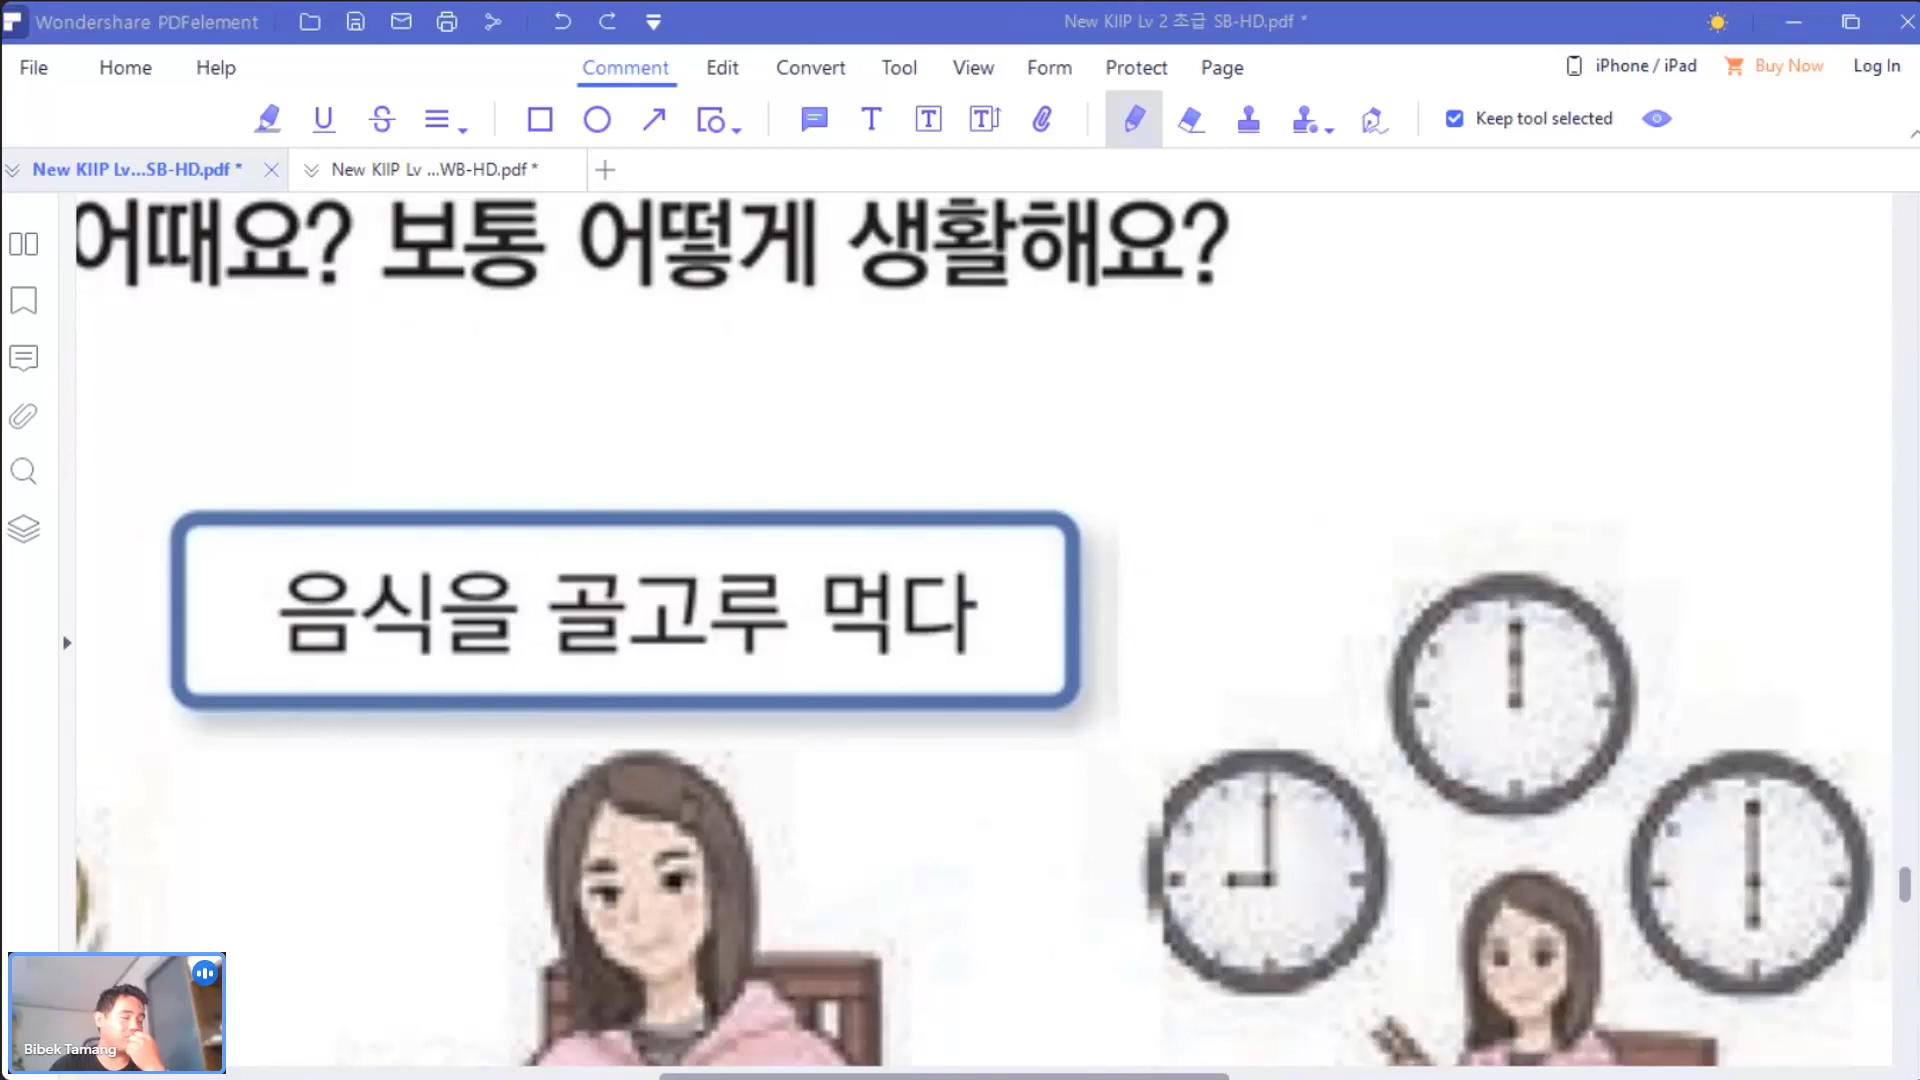 Wondershare PDFelement
New KIIP Lv 2 초급 SB-HD.pdf *
File Home Help Comment Edit Convert Tool View Form Protect Page iPhone / iPad Buy Now Log In
Keep tool selected
New KIIP Lv...SB-HD.pdf * New KIIP Lv ...WB-HD.pdf *
어때요? 보통 어떻게 생활해요?
음식을 골고루 먹다
Bibek Tamang